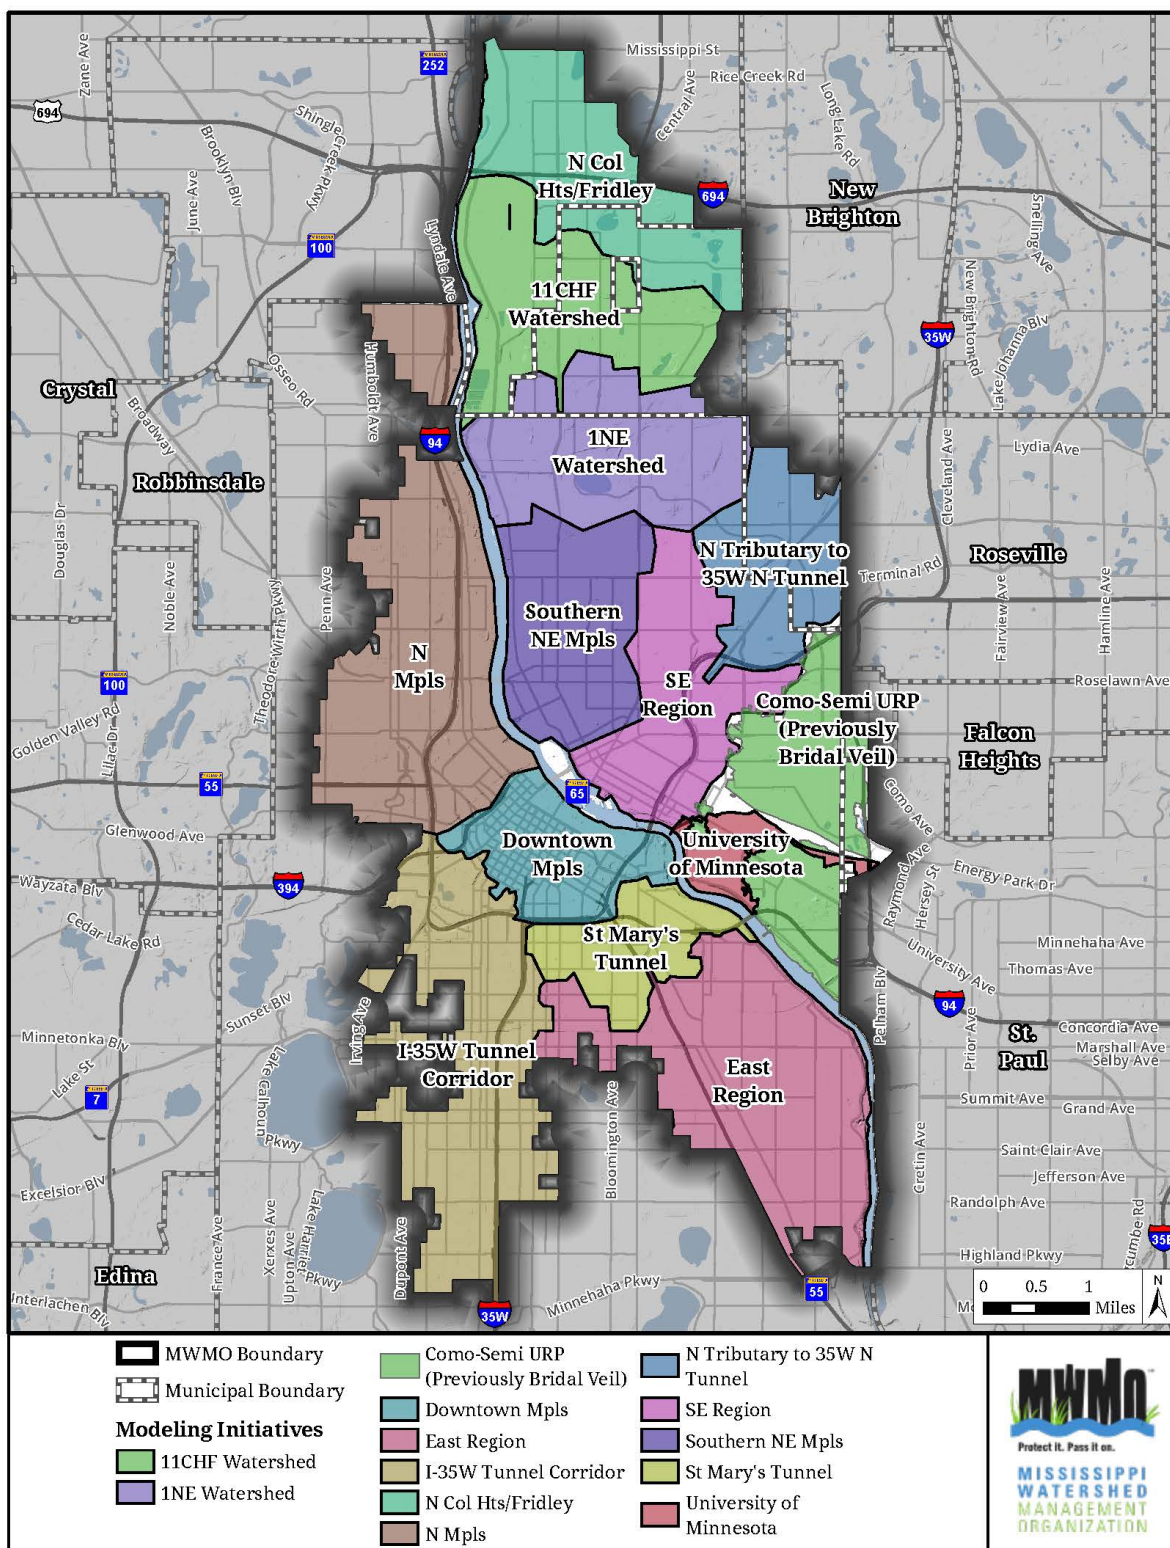 Mississippi St
Zane Ave
252
Rice Creek Rd
Central Ave
694
Long Lake Rd
Shingle Creek Pkwy
Brooklyn Blv
N Col
Hts/Fridley
June Ave
694
New
Brighton
Snelling Ave
100
Lyndale Ave
11CHF
Watershed
New Brighton Rd
35W
Lake Johanna Blv
Osseo Rd
Humboldt Ave
Crystal
Broadway
94
1NE
Watershed
Lydia Ave
Robbinsdale
Cleveland Ave
Douglas Dr
N Tributary to
35W N Tunnel
Roseville
Terminal Rd
Noble Ave
Theodore Wirth Pkwy
Penn Ave
Southern
NE Mpls
Fairview Ave
Hamline Ave
N
Mpls
SE
Region
100
Roselawn Ave
Como-Semi URP
(Previously
Bridal Veil)
Golden Valley Rd
Lilac Dr
Falcon
Heights
55
65
Como Ave
Glenwood Ave
Downtown
Mpls
University
of Minnesota
Raymond Ave
Hersey St
Energy Park Dr
Wayzata Blv
394
Cedar Lake Rd
St Mary's
Tunnel
University Ave
Minnehaha Ave
Thomas Ave
Sunset Blv
Irving Ave
Pelham Blv
94
Prior Ave
Concordia Ave
Minnetonka Blv
St.
Paul
Marshall Ave
Selby Ave
Lake St
Lake Calhoun Pkwy
I-35W Tunnel
Corridor
East
Region
7
Bloomington Ave
Summit Ave
Grand Ave
Cretin Ave
Saint Clair Ave
Jefferson Ave
Excelsior Blv
Randolph Ave
France Ave
Xerxes Ave
Upton Ave
Lake Harriet Pkwy
Dupont Ave
Highland Pkwy
Edina
Minnehaha Pkwy
55
35W
Interlachen Blv
0 0.5 1
Miles
N
MWMO Boundary
Municipal Boundary
Modeling Initiatives
11CHF Watershed
1NE Watershed
Como-Semi URP
(Previously Bridal Veil)
Downtown Mpls
East Region
I-35W Tunnel Corridor
N Col Hts/Fridley
N Mpls
N Tributary to 35W N
Tunnel
SE Region
Southern NE Mpls
St Mary's Tunnel
University of
Minnesota
MWMO
Protect it. Pass it on.
MISSISSIPPI
WATERSHED
MANAGEMENT
ORGANIZATION